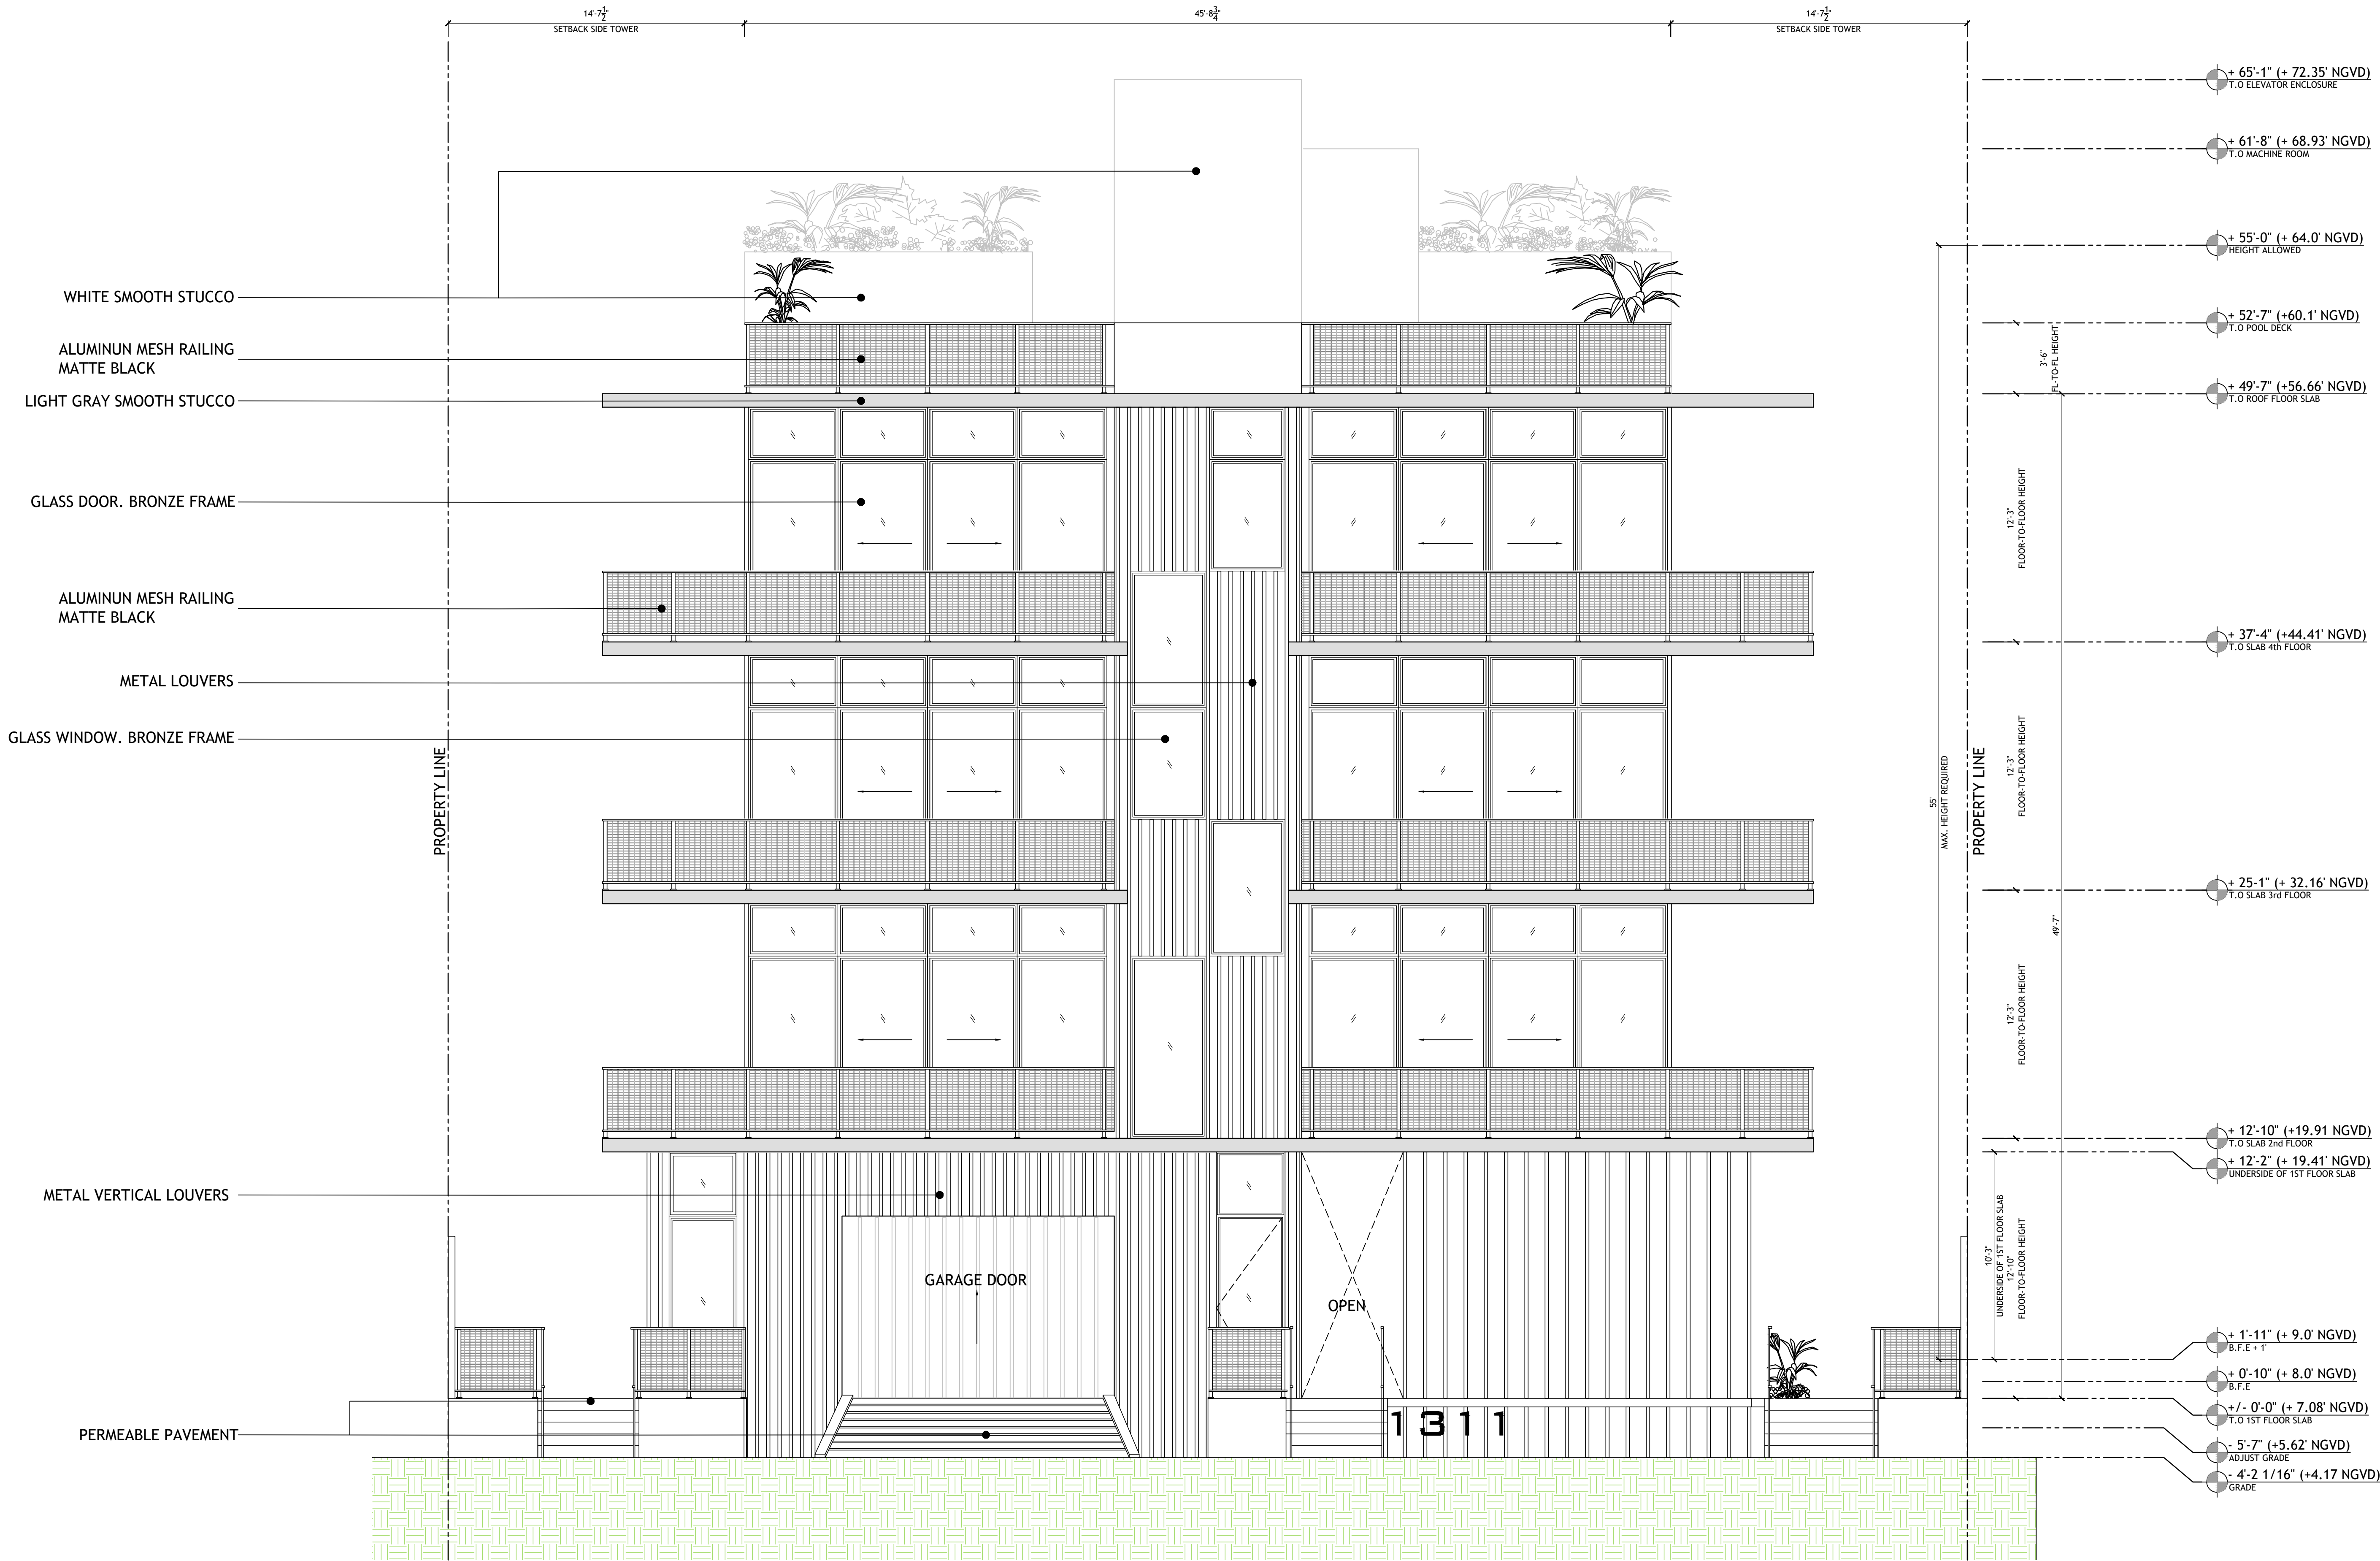 14'-7 1/2"
SETBACK SIDE TOWER
45'-8 3/4"
14'-7 1/2"
SETBACK SIDE TOWER
+ 65'-1" (+ 72.35' NGVD)
T.O ELEVATOR ENCLOSURE
+ 61'-8" (+ 68.93' NGVD)
T.O MACHINE ROOM
+ 55'-0" (+ 64.0' NGVD)
HEIGHT ALLOWED
WHITE SMOOTH STUCCO
+ 52'-7" (+60.1' NGVD)
T.O POOL DECK
ALUMINUN MESH RAILING
MATTE BLACK
3'-6"
FL-TO-FL HEIGHT
+ 49'-7" (+56.66' NGVD)
T.O ROOF FLOOR SLAB
LIGHT GRAY SMOOTH STUCCO
GLASS DOOR. BRONZE FRAME
12'-3"
FLOOR-TO-FLOOR HEIGHT
ALUMINUN MESH RAILING
MATTE BLACK
+ 37'-4" (+44.41' NGVD)
T.O SLAB 4th FLOOR
METAL LOUVERS
GLASS WINDOW. BRONZE FRAME
PROPERTY LINE
55'
MAX. HEIGHT REQUIRED
PROPERTY LINE
12'-3"
FLOOR-TO-FLOOR HEIGHT
+ 25-1" (+ 32.16' NGVD)
T.O SLAB 3rd FLOOR
49'-7"
12'-3"
FLOOR-TO-FLOOR HEIGHT
+ 12'-10" (+19.91 NGVD)
T.O SLAB 2nd FLOOR
+ 12'-2" (+ 19.41' NGVD)
UNDERSIDE OF 1ST FLOOR SLAB
METAL VERTICAL LOUVERS
10'-3"
UNDERSIDE OF 1ST FLOOR SLAB
12'-10"
FLOOR-TO-FLOOR HEIGHT
GARAGE DOOR
OPEN
+ 1'-11" (+ 9.0' NGVD)
B.F.E + 1'
+ 0'-10" (+ 8.0' NGVD)
B.F.E
+/- 0'-0" (+ 7.08' NGVD)
T.O 1ST FLOOR SLAB
1311
PERMEABLE PAVEMENT
- 5'-7" (+5.62' NGVD)
ADJUST GRADE
- 4'-2 1/16" (+4.17 NGVD)
GRADE